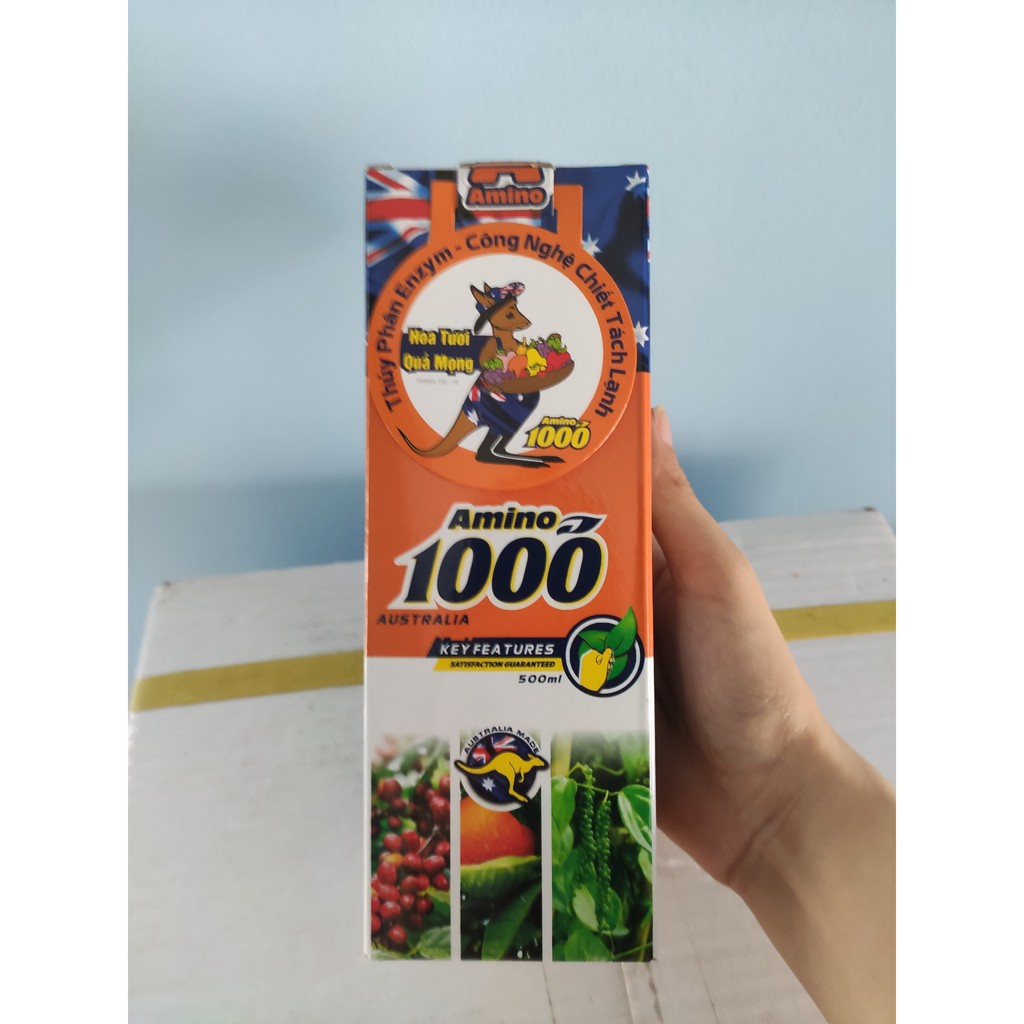 Amino
Thủy Phân Enzym - Công Nghệ Chiết Tách Lạnh
Hoa Tươi
Quả Mọng
Amino
1000
Amino
1000
AUSTRALIA
KEY FEATURES
SATISFACTION GUARANTEED
500ml
AUSTRALIA MADE